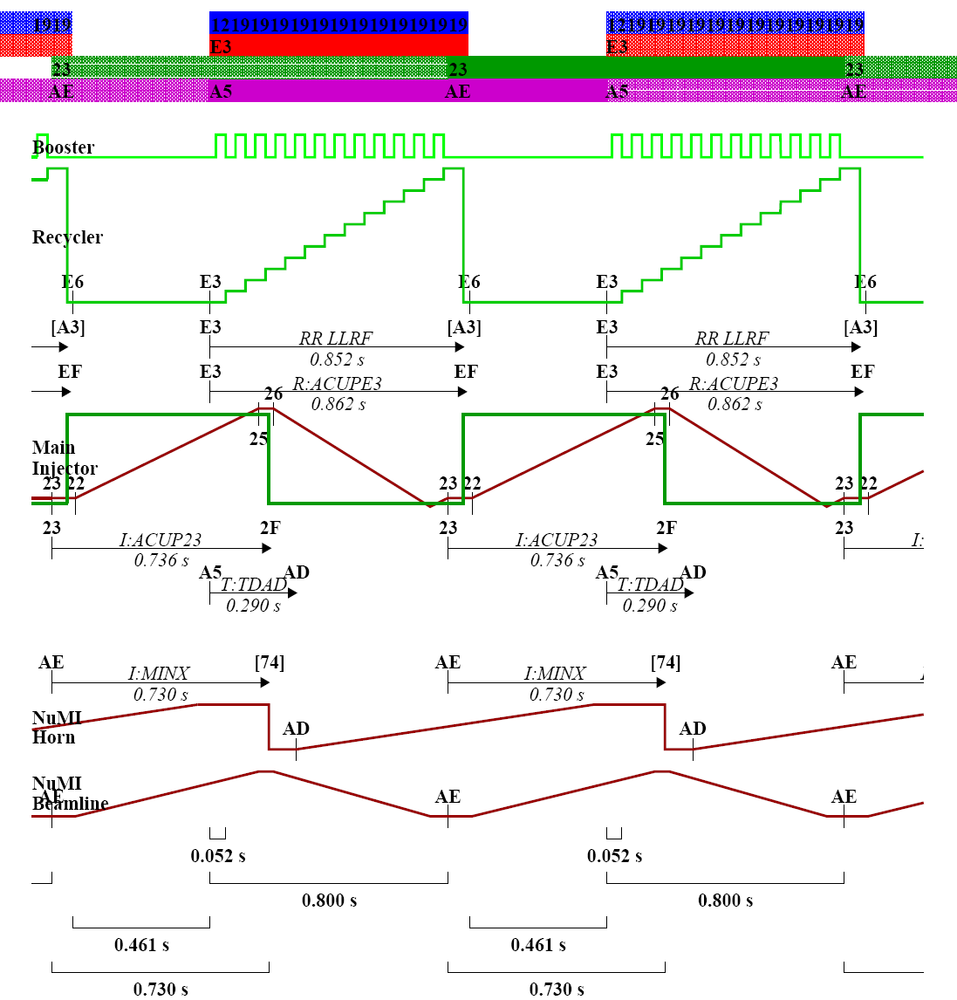 1919 12191919191919191919191919 12191919191919191919191919
E3 E3
23 23 23
AE A5 AE A5 AE
Booster
Recycler
E6 E3 E6 E3 E6
[A3] E3 RR LLRF [A3] E3 RR LLRF [A3]
0.852 s 0.852 s
EF E3 R:ACUPE3 EF E3 R:ACUPE3 EF
26 0.862 s 26 0.862 s
25 25
Main
Injector
23 22 23 22 23 22
23 I:ACUP23 2F 23 I:ACUP23 2F 23 I:
0.736 s 0.736 s
A5 T:TDAD AD A5 T:TDAD AD
0.290 s 0.290 s
AE I:MINX [74] AE I:MINX [74] AE
0.730 s 0.730 s
NuMI
Horn
AD AD
NuMI
Beamline
AE AE AE
0.052 s 0.052 s
0.800 s 0.800 s
0.461 s 0.461 s
0.730 s 0.730 s